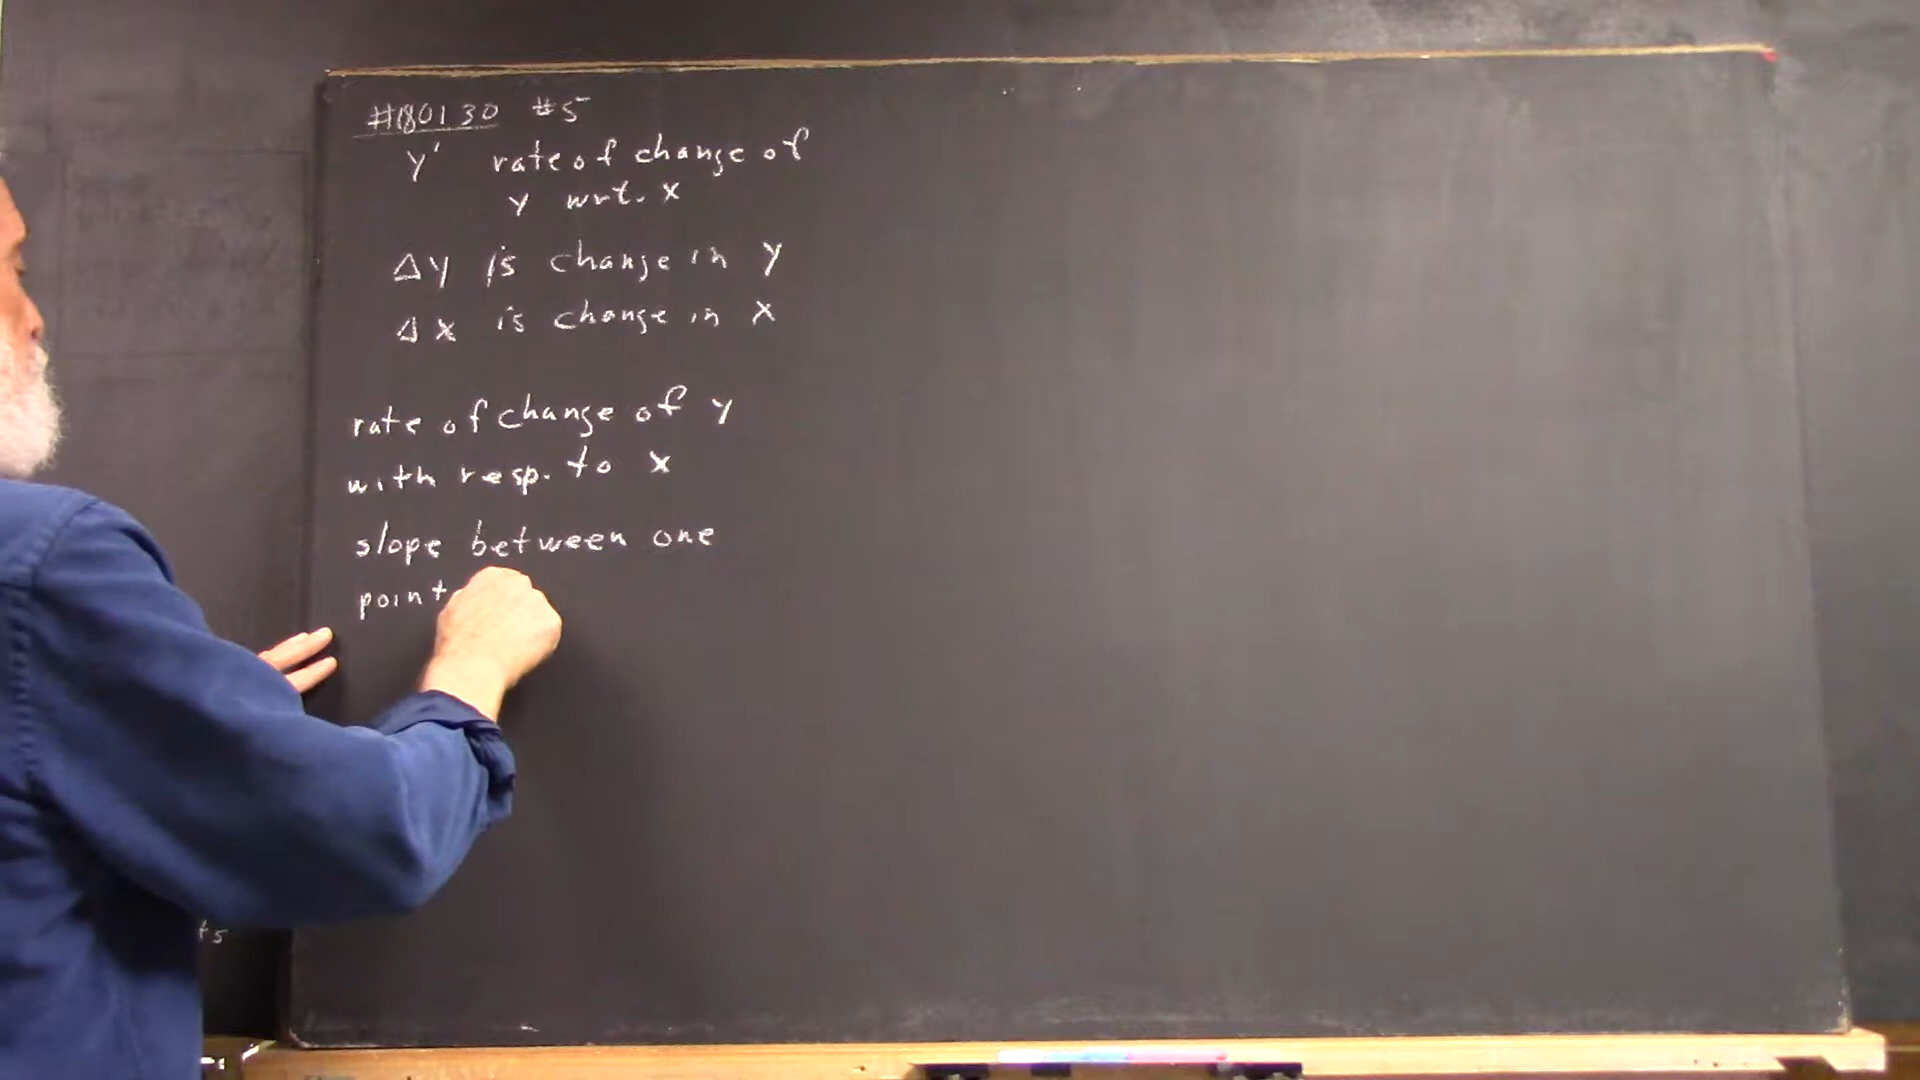 #180130 #5
y' rate of change of
y wrt. x
Δy is change in y
Δx is change in x
rate of change of y
with resp. to x
slope between one
point